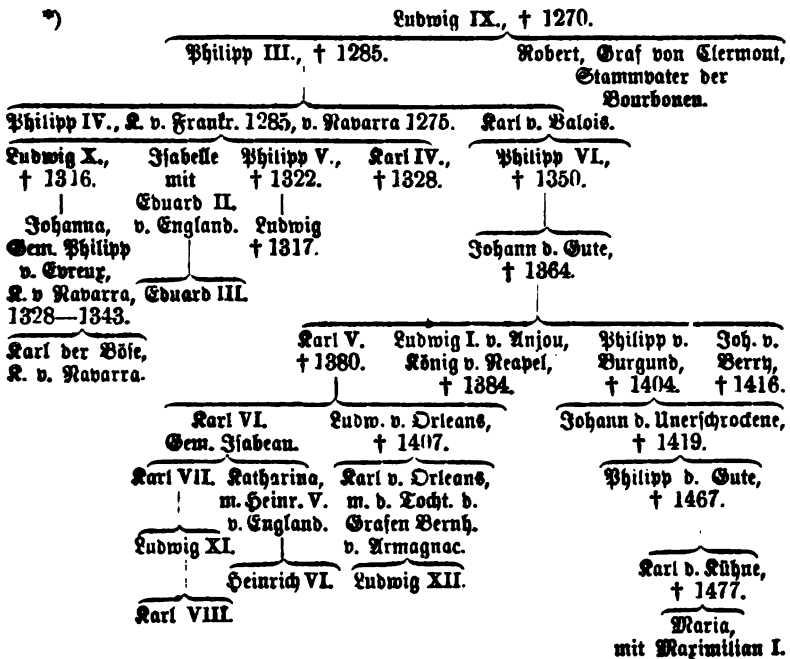 *)
Ludwig IX., † 1270.
Philipp III., † 1285. Robert, Graf von Clermont,
Stammvater der
Bourbonen.
Philipp IV., K. v. Frankr. 1285, v. Navarra 1275. Karl v. Valois.
Ludwig X., Isabelle Philipp V., Karl IV., Philipp VI.,
† 1316. mit † 1322. † 1328. † 1350.
Eduard II.
Johanna, v. England. Ludwig
Gem. Philipp † 1317. Johann d. Gute,
v. Evreux, † 1364.
K. v Navarra, Eduard III.
1328—1343.
Karl der Böse,
K. v. Navarra.
Karl V. Ludwig I. v. Anjou, Philipp v. Joh. v.
† 1380. König v. Neapel, Burgund, Berry,
† 1384. † 1404. † 1416.
Karl VI. Ludw. v. Orleans, Johann d. Unerschrockene,
Gem. Isabeau. † 1407. † 1419.
Karl VII. Katharina, Karl v. Orleans, Philipp d. Gute,
m. Heinr. V. m. d. Tocht. d. † 1467.
v. England. Grafen Bernh.
Ludwig XI. v. Armagnac.
Heinrich VI. Ludwig XII. Karl d. Kühne,
† 1477.
Karl VIII.
Maria,
mit Maximilian I.